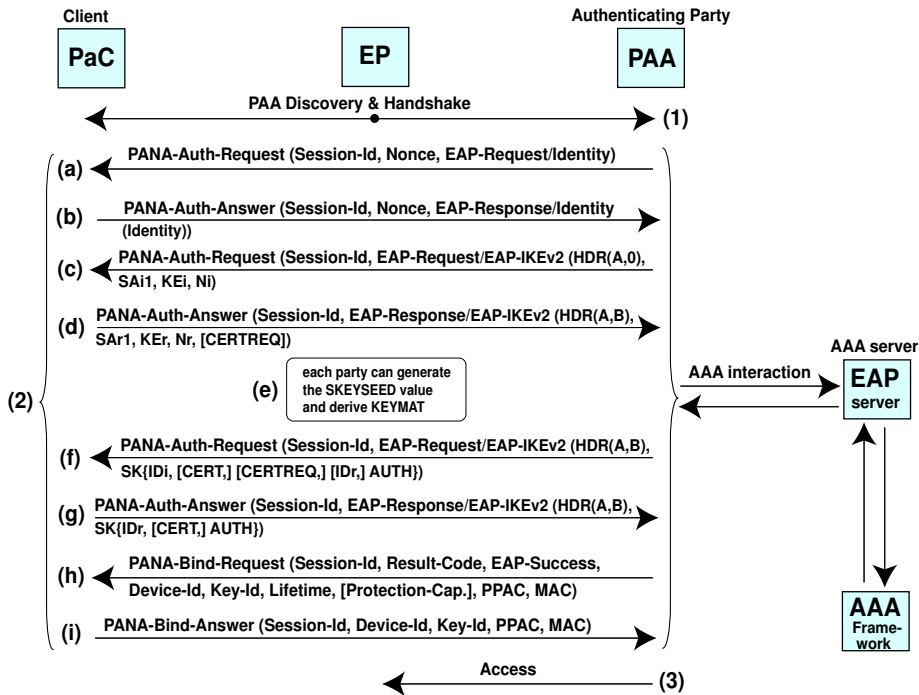 Client
Authenticating Party
PaC
EP
PAA
PAA Discovery & Handshake
(1)
(a)
PANA-Auth-Request (Session-Id, Nonce, EAP-Request/Identity)
(b)
PANA-Auth-Answer (Session-Id, Nonce, EAP-Response/Identity
(Identity))
(c)
PANA-Auth-Request (Session-Id, EAP-Request/EAP-IKEv2 (HDR(A,0),
SAi1, KEi, Ni)
(d)
PANA-Auth-Answer (Session-Id, EAP-Response/EAP-IKEv2 (HDR(A,B),
SAr1, KEr, Nr, [CERTREQ])
(2)
(e)
each party can generate
the SKEYSEED value
and derive KEYMAT
AAA interaction
AAA server
EAP
server
(f)
PANA-Auth-Request (Session-Id, EAP-Request/EAP-IKEv2 (HDR(A,B),
SK{IDi, [CERT,] [CERTREQ,] [IDr,] AUTH})
(g)
PANA-Auth-Answer (Session-Id, EAP-Response/EAP-IKEv2 (HDR(A,B),
SK{IDr, [CERT,] AUTH})
(h)
PANA-Bind-Request (Session-Id, Result-Code, EAP-Success,
Device-Id, Key-Id, Lifetime, [Protection-Cap.], PPAC, MAC)
(i)
PANA-Bind-Answer (Session-Id, Device-Id, Key-Id, PPAC, MAC)
AAA
Frame-
work
Access
(3)